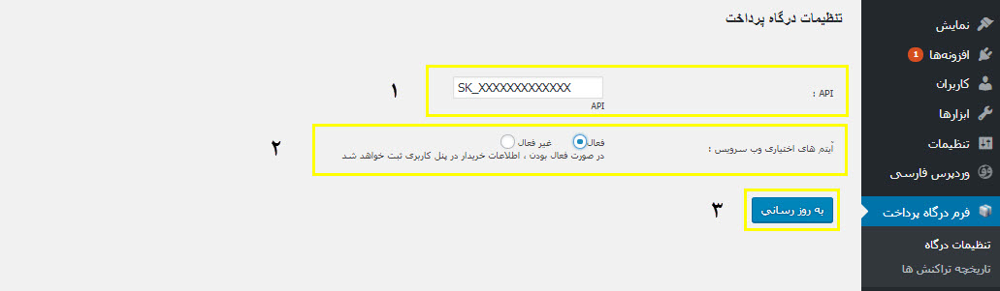 نمایش
افزونه‌ها 1
کاربران
ابزارها
تنظیمات
وردپرس فارسی
فرم درگاه پرداخت
تنظیمات درگاه
تاریخچه تراکنش ها
تنظیمات درگاه پرداخت
API :
SK_XXXXXXXXXXXXX
۱
API
آیتم های اختیاری وب سرویس :
فعال غیر فعال
۲
در صورت فعال بودن ، اطلاعات خریدار در پنل کاربری ثبت خواهد شد
به روز رسانی
۳